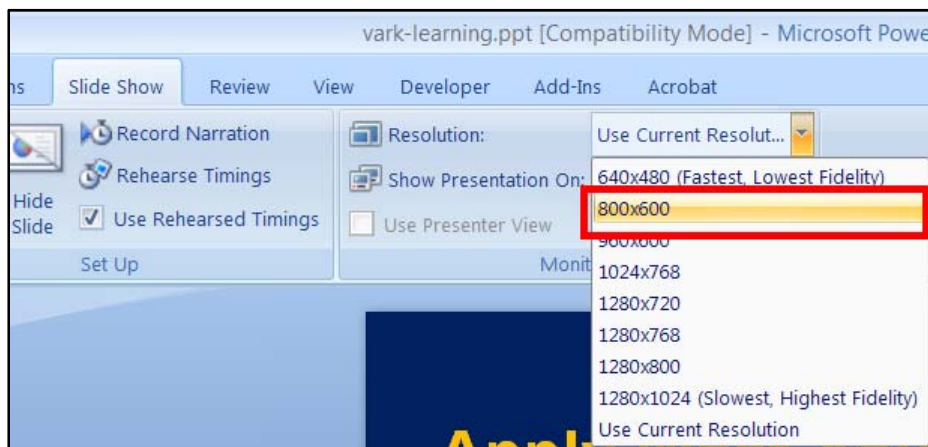 vark-learning.ppt [Compatibility Mode] - Microsoft Powe
ns Slide Show Review View Developer Add-Ins Acrobat
Record Narration
Rehearse Timings
Use Rehearsed Timings
Hide
Slide
Set Up
Resolution: Use Current Resolut...
Show Presentation On:
Use Presenter View
Monit
640x480 (Fastest, Lowest Fidelity)
800x600
960x600
1024x768
1280x720
1280x768
1280x800
1280x1024 (Slowest, Highest Fidelity)
Use Current Resolution